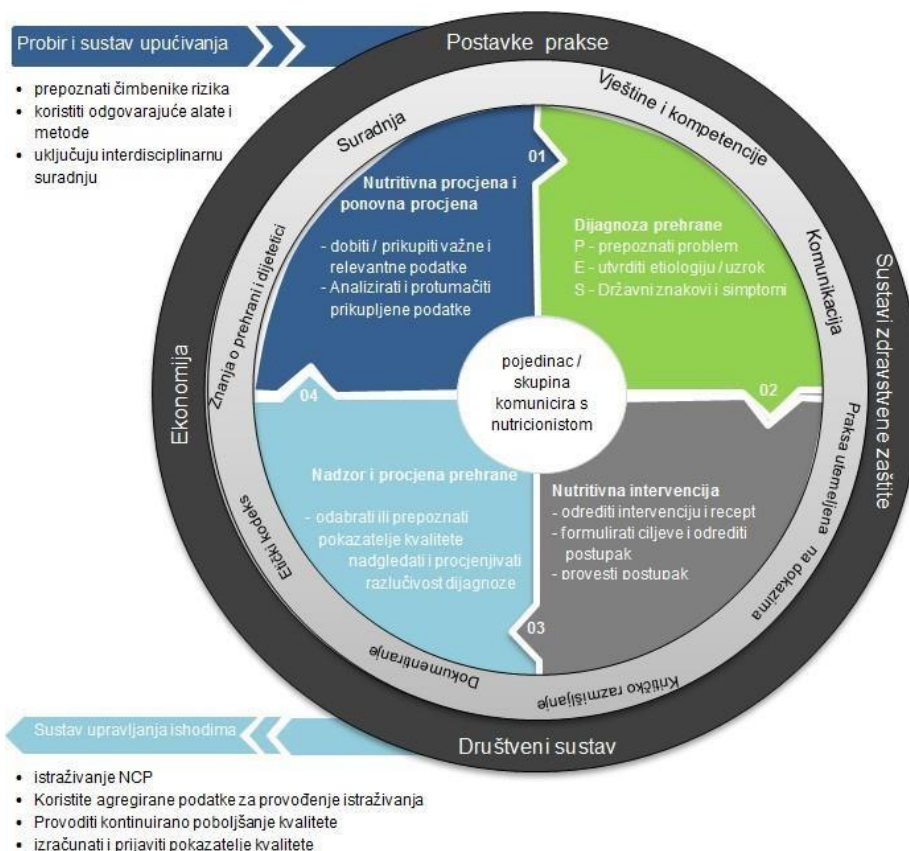 Probir i sustav upućivanja
• prepoznati čimbenike rizika
• koristiti odgovarajuće alate i
metode
• uključuju interdisciplinarnu
suradnju
Postavke prakse
Sustavi zdravstvene zaštite
Društveni sustav
Ekonomija
Suradnja
Vještine i kompetencije
Komunikacija
Praksa utemeljena na dokazima
Kritičko razmišljanje
Dokumentiranje
Etički kodeks
Znanja o prehrani i dijetetici
01
Nutritivna procjena i
ponovna procjena
- dobiti / prikupiti važne i
relevantne podatke
- Analizirati i protumačiti
prikupljene podatke
Dijagnoza prehrane
P - prepoznati problem
E - utvrditi etiologiju / uzrok
S - Državni znakovi i simptomi
02
pojedinac /
skupina
komunicira s
nutricionistom
Nutritivna intervencija
- odrediti intervenciju i recept
- formulirati ciljeve i odrediti
postupak
- provesti postupak
03
04
Nadzor i procjena prehrane
- odabrati ili prepoznati
pokazatelje kvalitete
nadgledati i procjenjivati
razlučivost dijagnoze
Sustav upravljanja ishodima
• istraživanje NCP
• Koristite agregirane podatke za provođenje istraživanja
• Provoditi kontinuirano poboljšanje kvalitete
• izračunati i prijaviti pokazatelje kvalitete